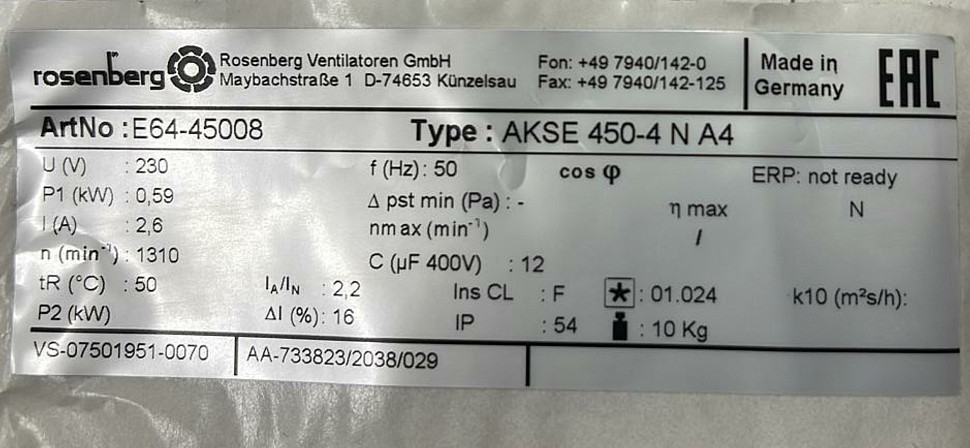 rosenberg Rosenberg Ventilatoren GmbH Fon: +49 7940/142-0 Made in EAC
Maybachstraße 1 D-74653 Künzelsau Fax: +49 7940/142-125 Germany
ArtNo : E64-45008 Type : AKSE 450-4 N A4
U (V) : 230 f (Hz) : 50 cos φ ERP: not ready
P1 (kW) : 0,59 Δ pst min (Pa) : - η max N
I (A) : 2,6 nmax (min⁻¹) /
n (min⁻¹) : 1310 C (µF 400V) : 12
tR (°C) : 50 IA/IN : 2,2 Ins CL : F * : 01.024 k10 (m²s/h):
P2 (kW) ΔI (%) : 16 IP : 54 : 10 Kg
VS-07501951-0070 AA-733823/2038/029